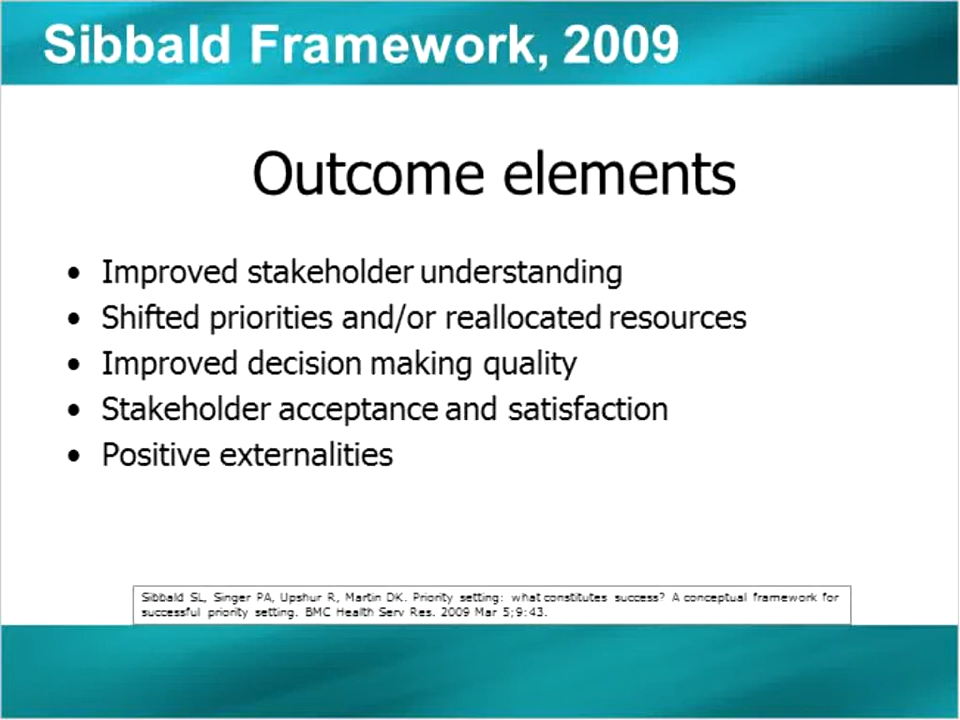 Sibbald Framework, 2009
Outcome elements
• Improved stakeholder understanding
• Shifted priorities and/or reallocated resources
• Improved decision making quality
• Stakeholder acceptance and satisfaction
• Positive externalities
Sibbald SL, Singer PA, Upshur R, Martin DK. Priority setting: what constitutes success? A conceptual framework for
successful priority setting. BMC Health Serv Res. 2009 Mar 5;9:43.